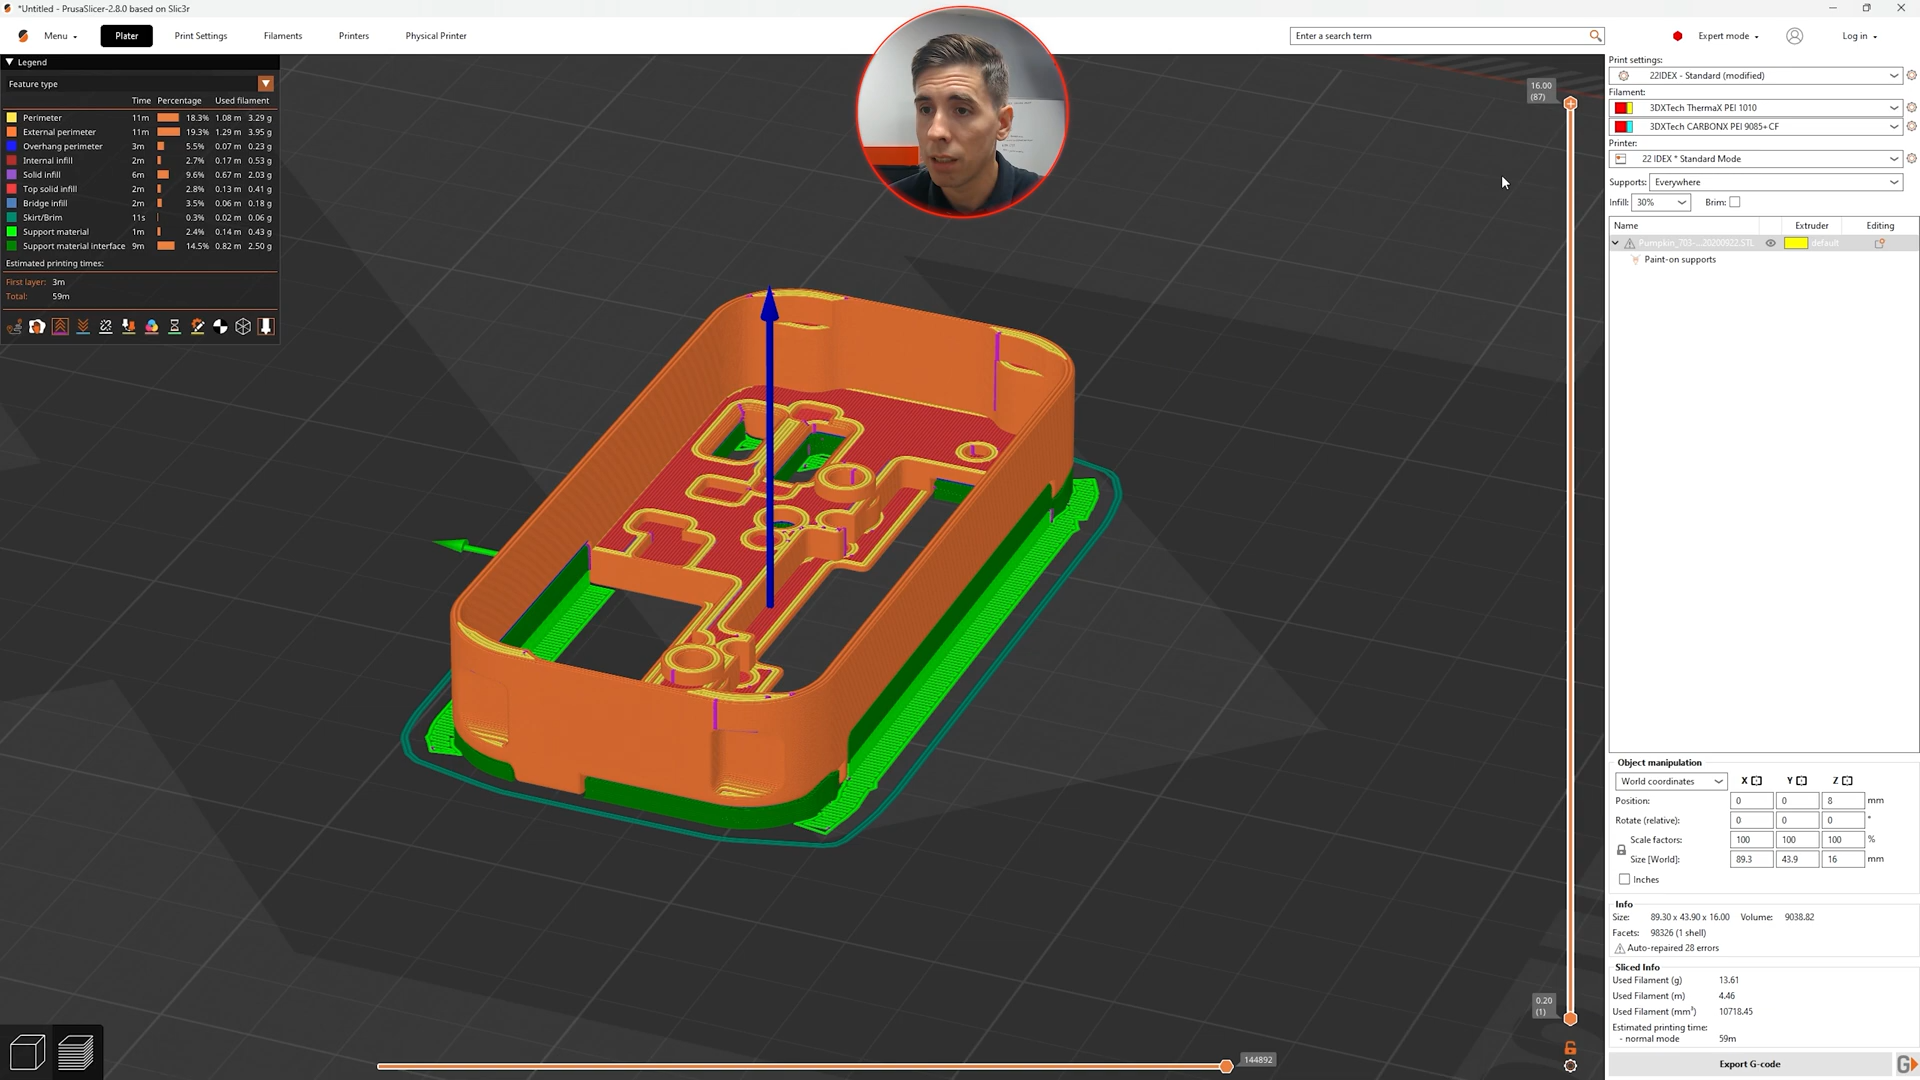 *Untitled - PrusaSlicer-2.8.0 based on Slic3r
Menu
Plater
Print Settings
Filaments
Printers
Physical Printer
Enter a search term
Expert mode
Log in
Legend
Feature type
Time Percentage Used filament
Perimeter 11m 18.3% 1.08 m 3.29 g
External perimeter 11m 19.3% 1.29 m 3.95 g
Overhang perimeter 3m 5.5% 0.07 m 0.23 g
Internal infill 2m 2.7% 0.17 m 0.53 g
Solid infill 6m 9.6% 0.67 m 2.03 g
Top solid infill 2m 2.8% 0.13 m 0.41 g
Bridge infill 2m 3.5% 0.06 m 0.18 g
Skirt/Brim 11s 0.3% 0.02 m 0.06 g
Support material 1m 2.4% 0.14 m 0.43 g
Support material interface 9m 14.5% 0.82 m 2.50 g
Estimated printing times:
First layer: 3m
Total: 59m
16.00
(87)
0.20
(1)
144892
Print settings:
22IDEX - Standard (modified)
Filament:
3DXTech ThermaX PEI 1010
3DXTech CARBONX PEI 9085+CF
Printer:
22 IDEX * Standard Mode
Supports: Everywhere
Infill: 30% Brim:
Name Extruder Editing
Pumpkin_703-...20200922.STL default
Paint-on supports
Object manipulation
World coordinates X Y Z
Position: 0 0 8 mm
Rotate (relative): 0 0 0 °
Scale factors: 100 100 100 %
Size [World]: 89.3 43.9 16 mm
Inches
Info
Size: 89.30 x 43.90 x 16.00 Volume: 9038.82
Facets: 98326 (1 shell)
Auto-repaired 28 errors
Sliced Info
Used Filament (g) 13.61
Used Filament (m) 4.46
Used Filament (mm³) 10718.45
Estimated printing time:
- normal mode 59m
Export G-code